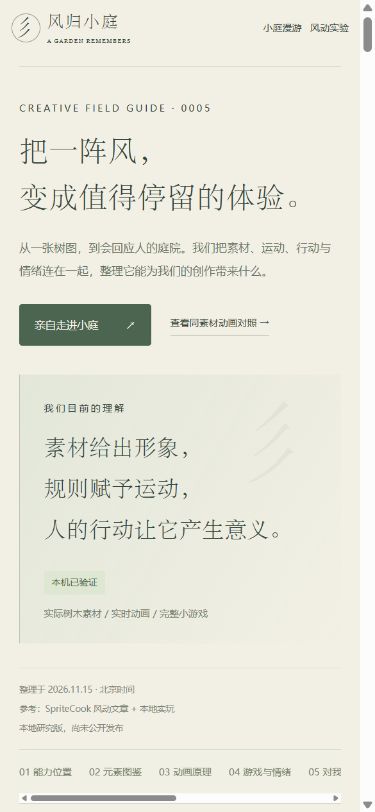 彡 风归小庭
A GARDEN REMEMBERS
小庭漫游 风动实验
CREATIVE FIELD GUIDE · 0005
把一阵风，
变成值得停留的体验。
从一张树图，到会回应人的庭院。我们把素材、运动、行动与
情绪连在一起，整理它能为我们的创作带来什么。
亲自走进小庭 ↗
查看同素材动画对照 →
我们目前的理解
彡
素材给出形象，
规则赋予运动，
人的行动让它产生意义。
本机已验证
实际树木素材 / 实时动画 / 完整小游戏
整理于 2026.11.15 · 北京时间
参考：SpriteCook 风动文章 + 本地实玩
本地研究版，尚未公开发布
01 能力位置 02 元素图鉴 03 动画原理 04 游戏与情绪 05 对我